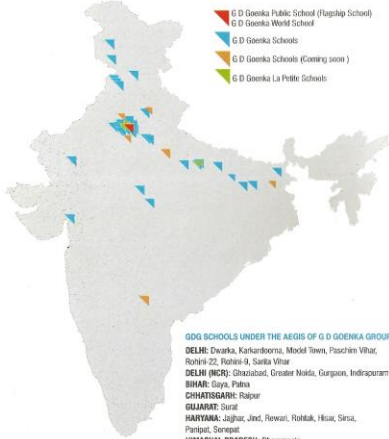 G D Goenka Public School (Flagship School)
G D Goenka World School
G D Goenka Schools
G D Goenka Schools (Coming soon )
G D Goenka La Petite Schools
GDG SCHOOLS UNDER THE AEGIS OF G D GOENKA GROUP
DELHI: Dwarka, Karkardooma, Model Town, Paschim Vihar,
Rohini-22, Rohini-9, Sarita Vihar
DELHI (NCR): Ghaziabad, Greater Noida, Gurgaon, Indirapuram
BIHAR: Gaya, Patna
CHHATISGARH: Raipur
GUJARAT: Surat
HARYANA: Jajjhar, Jind, Rewari, Rohtak, Hisar, Sirsa,
Panipat, Sonepat